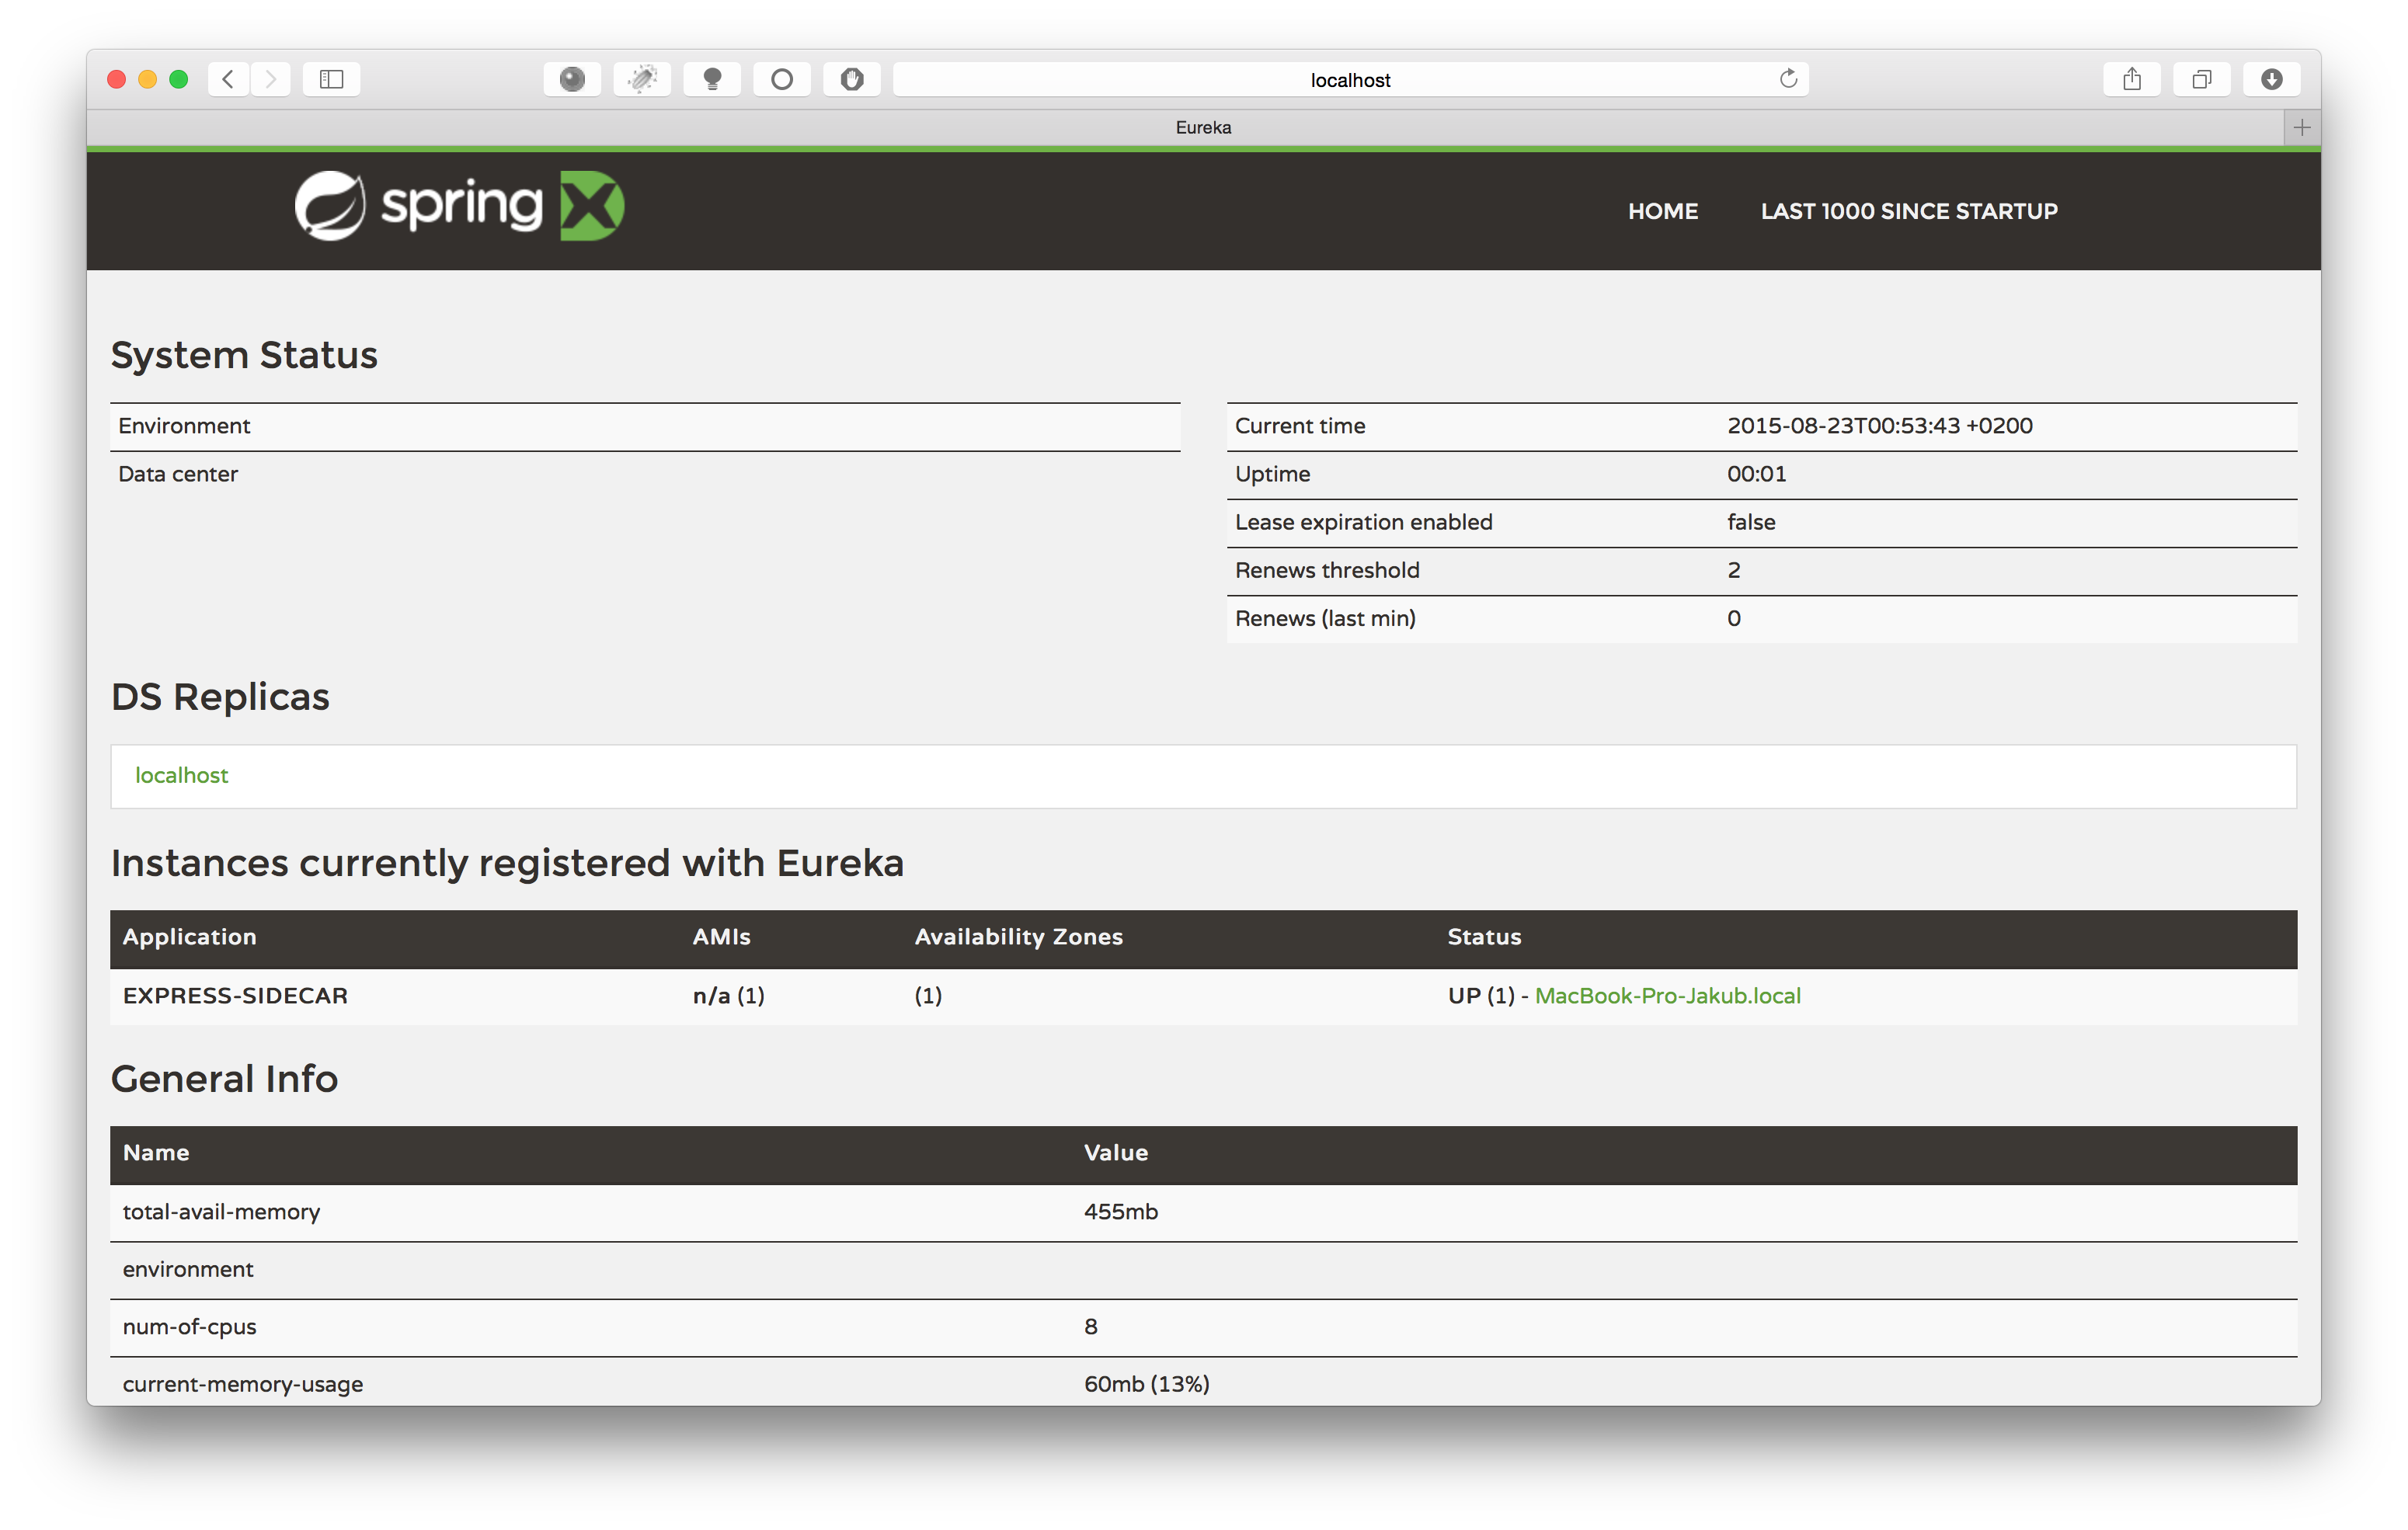 localhost
Eureka
spring
HOME LAST 1000 SINCE STARTUP
System Status
Environment
Data center
Current time 2015-08-23T00:53:43 +0200
Uptime 00:01
Lease expiration enabled false
Renews threshold 2
Renews (last min) 0
DS Replicas
localhost
Instances currently registered with Eureka
Application AMIs Availability Zones Status
EXPRESS-SIDECAR n/a (1) (1) UP (1) - MacBook-Pro-Jakub.local
General Info
Name Value
total-avail-memory 455mb
environment
num-of-cpus 8
current-memory-usage 60mb (13%)